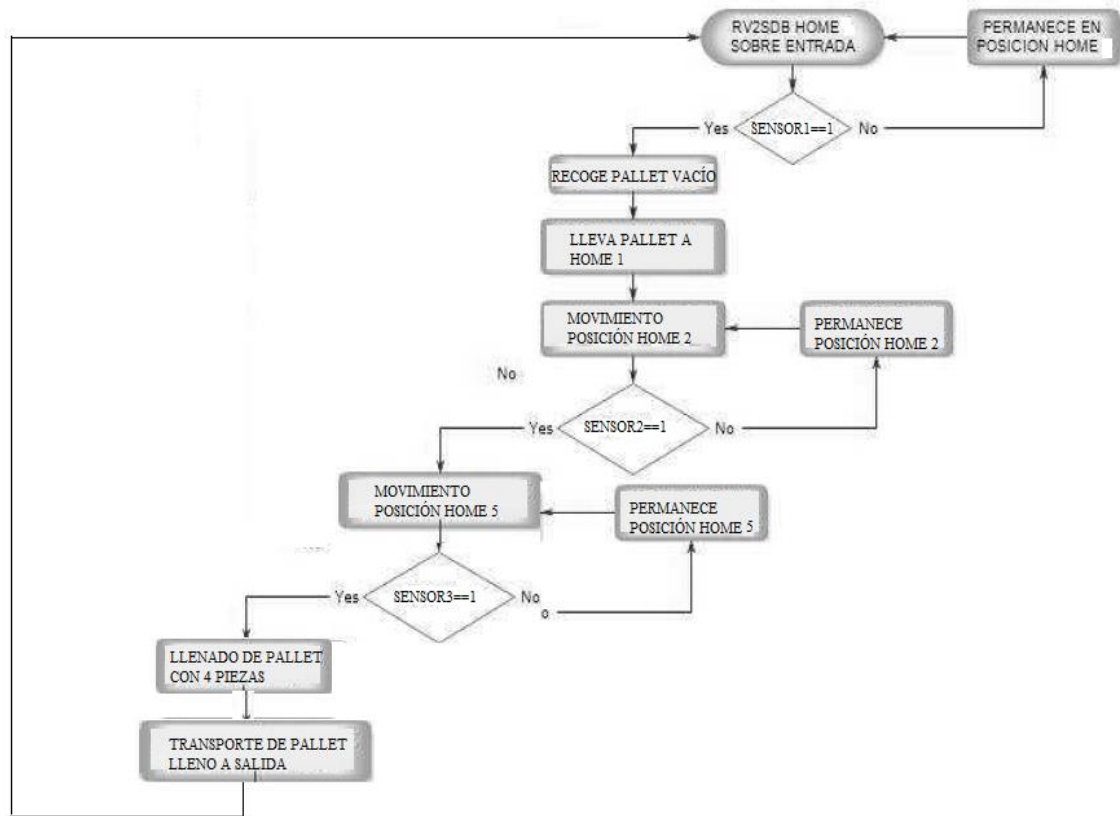 RV2SDB HOME
SOBRE ENTRADA
PERMANECE EN
POSICION HOME
Yes
SENSOR1==1
No
RECOGE PALLET VACÍO
LLEVA PALLET A
HOME 1
MOVIMIENTO
POSICIÓN HOME 2
PERMANECE
POSICIÓN HOME 2
No
Yes
SENSOR2==1
No
MOVIMIENTO
POSICIÓN HOME 5
PERMANECE
POSICIÓN HOME 5
Yes
SENSOR3==1
No
o
LLENADO DE PALLET
CON 4 PIEZAS
TRANSPORTE DE PALLET
LLENO A SALIDA